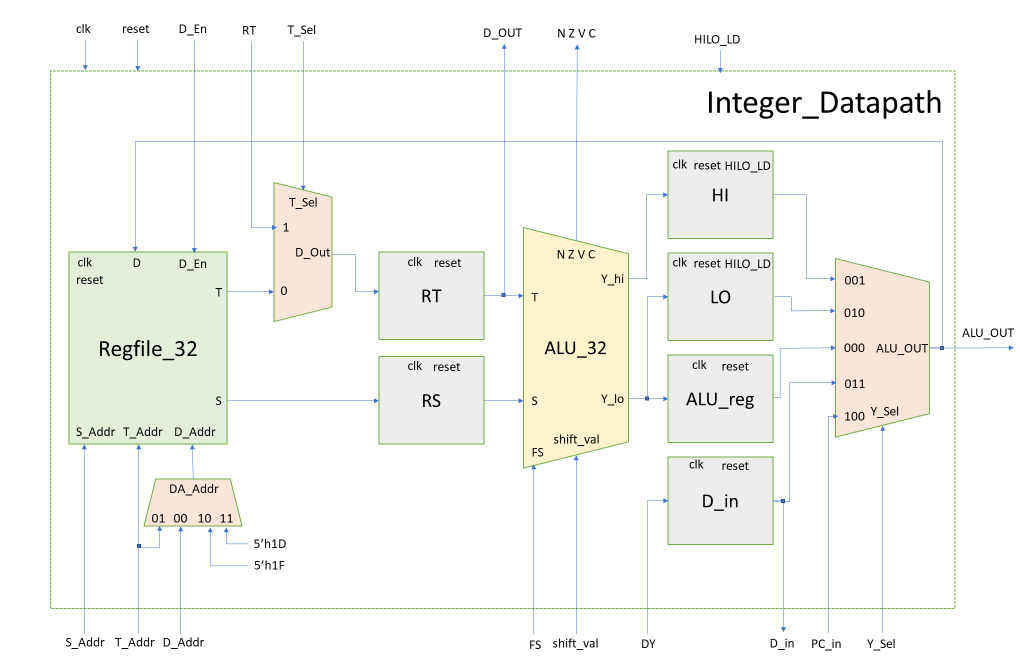 clk reset D_En RT T_Sel D_OUT N Z V C HILO_LD
Integer_Datapath
clk reset HILO_LD
HI
T_Sel
1
D_Out
0
clk D D_En
reset
T
Regfile_32
S
S_Addr T_Addr D_Addr
clk reset
RT
clk reset
RS
N Z V C
Y_hi
T
ALU_32
S
Y_lo
shift_val
FS
clk reset HILO_LD
LO
clk reset
ALU_reg
clk reset
D_in
001
010
000 ALU_OUT
011
100 Y_Sel
ALU_OUT
DA_Addr
01 00 10 11
5'h1D
5'h1F
S_Addr T_Addr D_Addr FS shift_val DY D_in PC_in Y_Sel